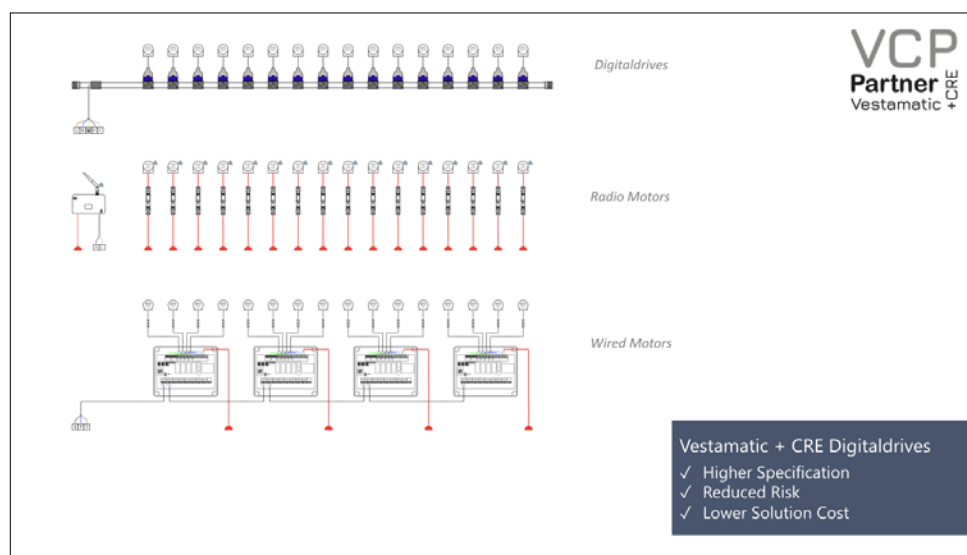 Digitaldrives
VCP
Partner
Vestamatic +CRE
Radio Motors
Wired Motors
Vestamatic + CRE Digitaldrives
✓ Higher Specification
✓ Reduced Risk
✓ Lower Solution Cost